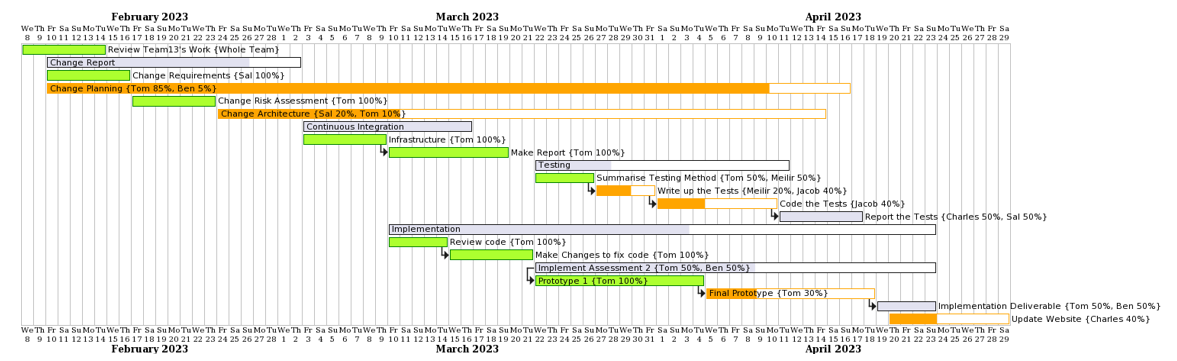 February 2023 March 2023 April 2023
We Th Fr Sa Su Mo Tu We Th Fr Sa Su Mo Tu We Th Fr Sa Su Mo Tu We Th Fr Sa Su Mo Tu We Th Fr Sa Su Mo Tu We Th Fr Sa Su Mo Tu We Th Fr Sa Su Mo Tu We Th Fr Sa Su Mo Tu We Th Fr Sa Su Mo Tu We Th Fr Sa Su Mo Tu We Th Fr Sa Su Mo Tu We Th Fr Sa
8 9 10 11 12 13 14 15 16 17 18 19 20 21 22 23 24 25 26 27 28 1 2 3 4 5 6 7 8 9 10 11 12 13 14 15 16 17 18 19 20 21 22 23 24 25 26 27 28 29 30 31 1 2 3 4 5 6 7 8 9 10 11 12 13 14 15 16 17 18 19 20 21 22 23 24 25 26 27 28 29
Review Team13's Work {Whole Team}
Change Report
Change Requirements {Sal 100%}
Change Planning {Tom 85%, Ben 5%}
Change Risk Assessment {Tom 100%}
Change Architecture {Sal 20%, Tom 10%}
Continuous Integration
Infrastructure {Tom 100%}
Make Report {Tom 100%}
Testing
Summarise Testing Method {Tom 50%, Meilir 50%}
Write up the Tests {Meilir 20%, Jacob 40%}
Code the Tests {Jacob 40%}
Report the Tests {Charles 50%, Sal 50%}
Implementation
Review code {Tom 100%}
Make Changes to fix code {Tom 100%}
Implement Assessment 2 {Tom 50%, Ben 50%}
Prototype 1 {Tom 100%}
Final Prototype {Tom 30%}
Implementation Deliverable {Tom 50%, Ben 50%}
Update Website {Charles 40%}
We Th Fr Sa Su Mo Tu We Th Fr Sa Su Mo Tu We Th Fr Sa Su Mo Tu We Th Fr Sa Su Mo Tu We Th Fr Sa Su Mo Tu We Th Fr Sa Su Mo Tu We Th Fr Sa Su Mo Tu We Th Fr Sa Su Mo Tu We Th Fr Sa Su Mo Tu We Th Fr Sa Su Mo Tu We Th Fr Sa Su Mo Tu We Th Fr Sa
8 9 10 11 12 13 14 15 16 17 18 19 20 21 22 23 24 25 26 27 28 1 2 3 4 5 6 7 8 9 10 11 12 13 14 15 16 17 18 19 20 21 22 23 24 25 26 27 28 29 30 31 1 2 3 4 5 6 7 8 9 10 11 12 13 14 15 16 17 18 19 20 21 22 23 24 25 26 27 28 29
February 2023 March 2023 April 2023